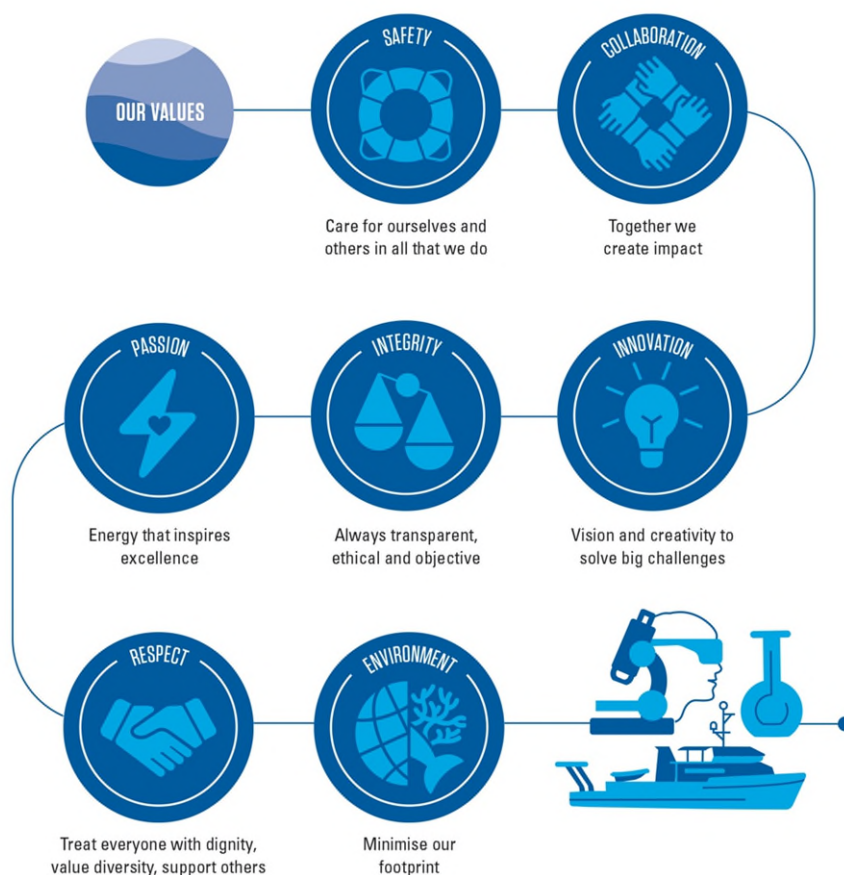 OUR VALUES
SAFETY
Care for ourselves and
others in all that we do
COLLABORATION
Together we
create impact
INNOVATION
Vision and creativity to
solve big challenges
INTEGRITY
Always transparent,
ethical and objective
PASSION
Energy that inspires
excellence
RESPECT
Treat everyone with dignity,
value diversity, support others
ENVIRONMENT
Minimise our
footprint